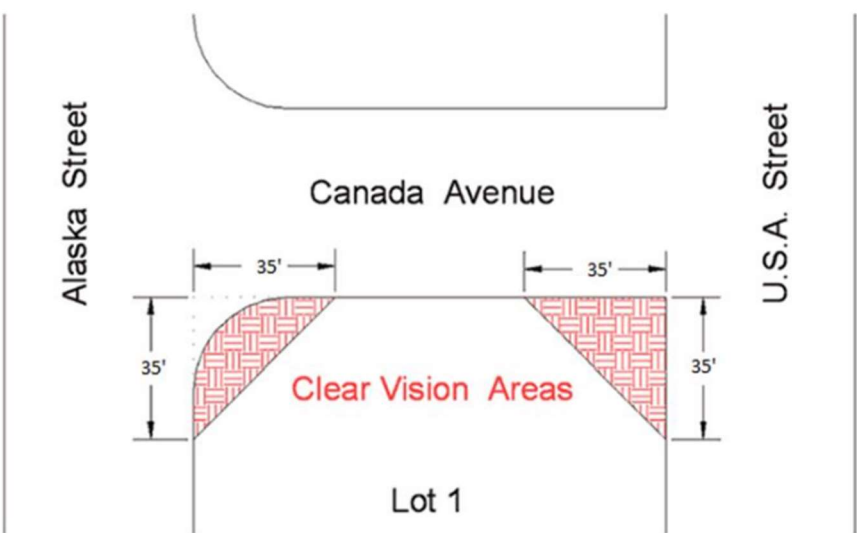 Alaska Street
Canada Avenue
U.S.A. Street
35'
35'
35'
35'
Clear Vision Areas
Lot 1